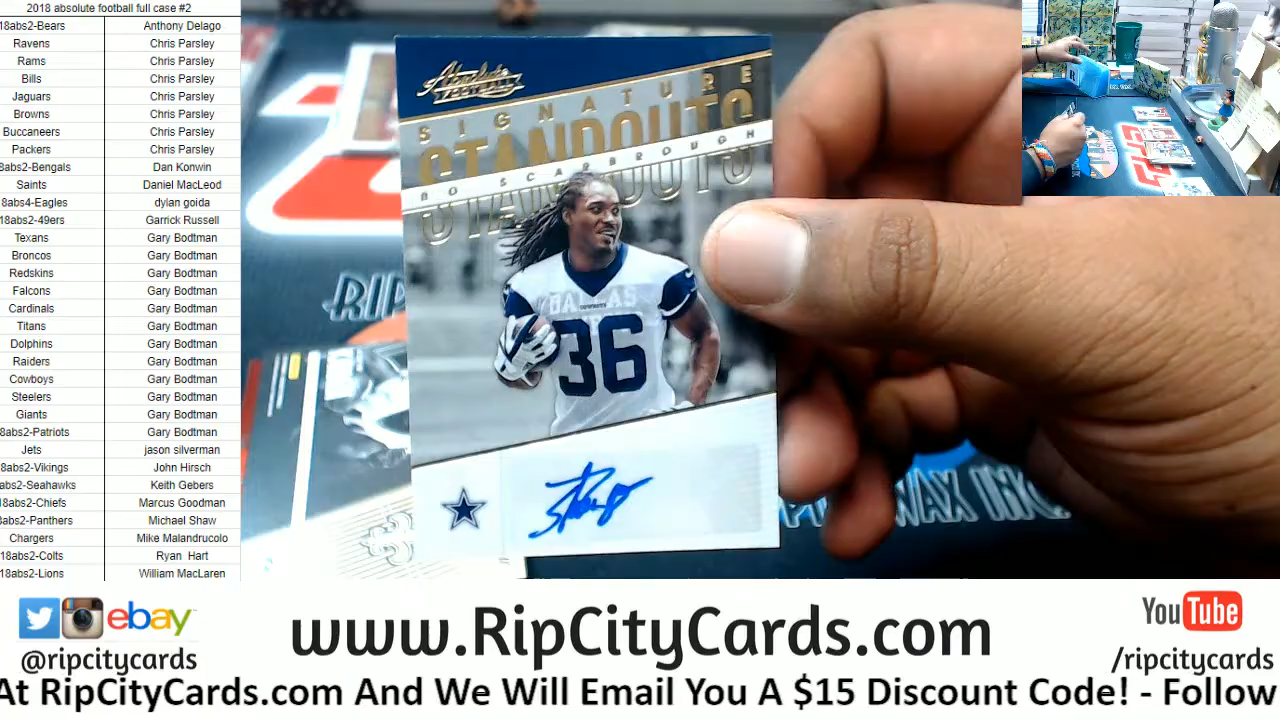 2018 absolute football full case #2
18abs2-Bears Anthony Delago
Ravens Chris Parsley
Rams Chris Parsley
Bills Chris Parsley
Jaguars Chris Parsley
Browns Chris Parsley
Buccaneers Chris Parsley
Packers Chris Parsley
8abs2-Bengals Dan Konwin
Saints Daniel MacLeod
8abs4-Eagles dylan goida
18abs2-49ers Garrick Russell
Texans Gary Bodtman
Broncos Gary Bodtman
Redskins Gary Bodtman
Falcons Gary Bodtman
Cardinals Gary Bodtman
Titans Gary Bodtman
Dolphins Gary Bodtman
Raiders Gary Bodtman
Cowboys Gary Bodtman
Steelers Gary Bodtman
Giants Gary Bodtman
8abs2-Patriots Gary Bodtman
Jets jason silverman
8abs2-Vikings John Hirsch
abs2-Seahawks Keith Gebers
8abs2-Chiefs Marcus Goodman
abs2-Panthers Michael Shaw
Chargers Mike Malandrucolo
18abs2-Colts Ryan Hart
18abs2-Lions William MacLaren
Absolute
FOOTBALL
SIGNATURE
STANDOUTS
BO SCARBROUGH
STANDOUTS
DALLAS
COWBOYS
36
RIP
WAX INC
ebay
@ripcitycards
www.RipCityCards.com
YouTube
/ripcitycards
At RipCityCards.com And We Will Email You A $15 Discount Code! - Follow